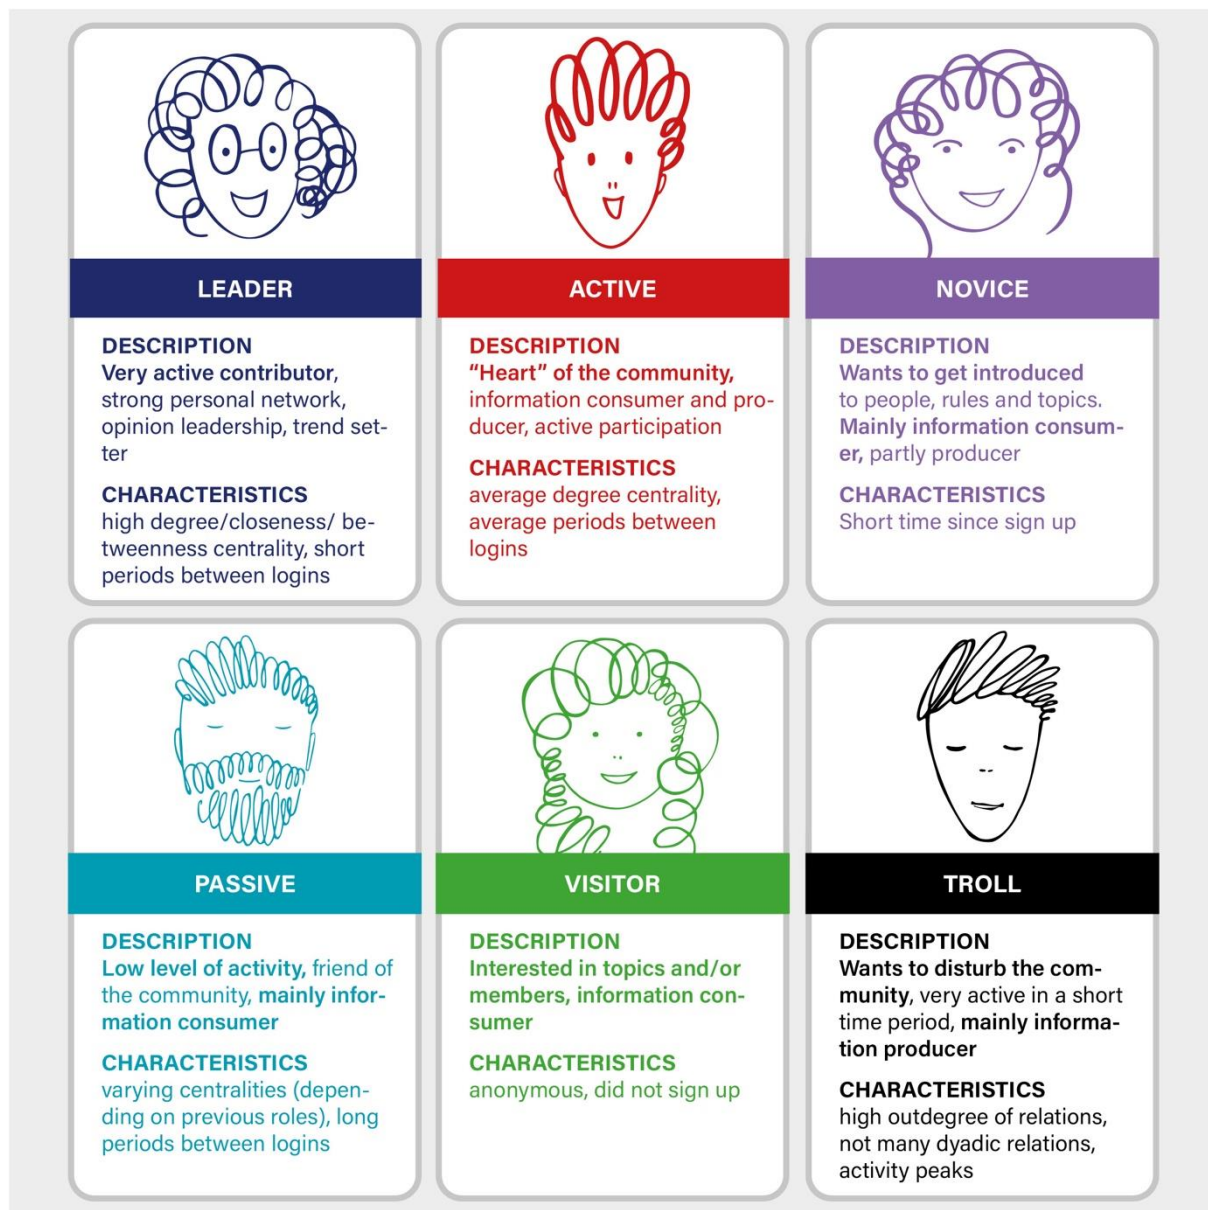 LEADER
DESCRIPTION
Very active contributor,
strong personal network,
opinion leadership, trend set-
ter
CHARACTERISTICS
high degree/closeness/ be-
tweenness centrality, short
periods between logins
ACTIVE
DESCRIPTION
“Heart” of the community,
information consumer and pro-
ducer, active participation
CHARACTERISTICS
average degree centrality,
average periods between
logins
NOVICE
DESCRIPTION
Wants to get introduced
to people, rules and topics.
Mainly information consum-
er, partly producer
CHARACTERISTICS
Short time since sign up
PASSIVE
DESCRIPTION
Low level of activity, friend of
the community, mainly infor-
mation consumer
CHARACTERISTICS
varying centralities (depen-
ding on previous roles), long
periods between logins
VISITOR
DESCRIPTION
Interested in topics and/or
members, information con-
sumer
CHARACTERISTICS
anonymous, did not sign up
TROLL
DESCRIPTION
Wants to disturb the com-
munity, very active in a short
time period, mainly informa-
tion producer
CHARACTERISTICS
high outdegree of relations,
not many dyadic relations,
activity peaks